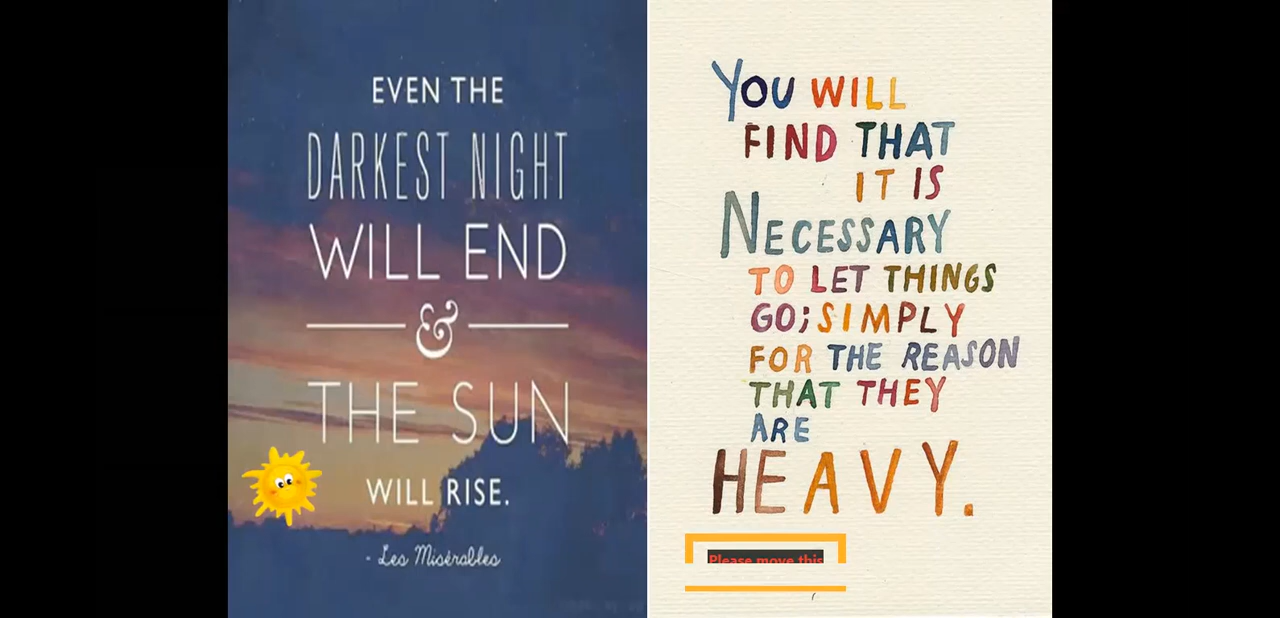 EVEN THE
DARKEST NIGHT
WILL END
&
THE SUN
WILL RISE.
- Les Misérables
YOU WILL
FIND THAT
IT IS
NECESSARY
TO LET THINGS
GO; SIMPLY
FOR THE REASON
THAT THEY
ARE
HEAVY.
Please move this